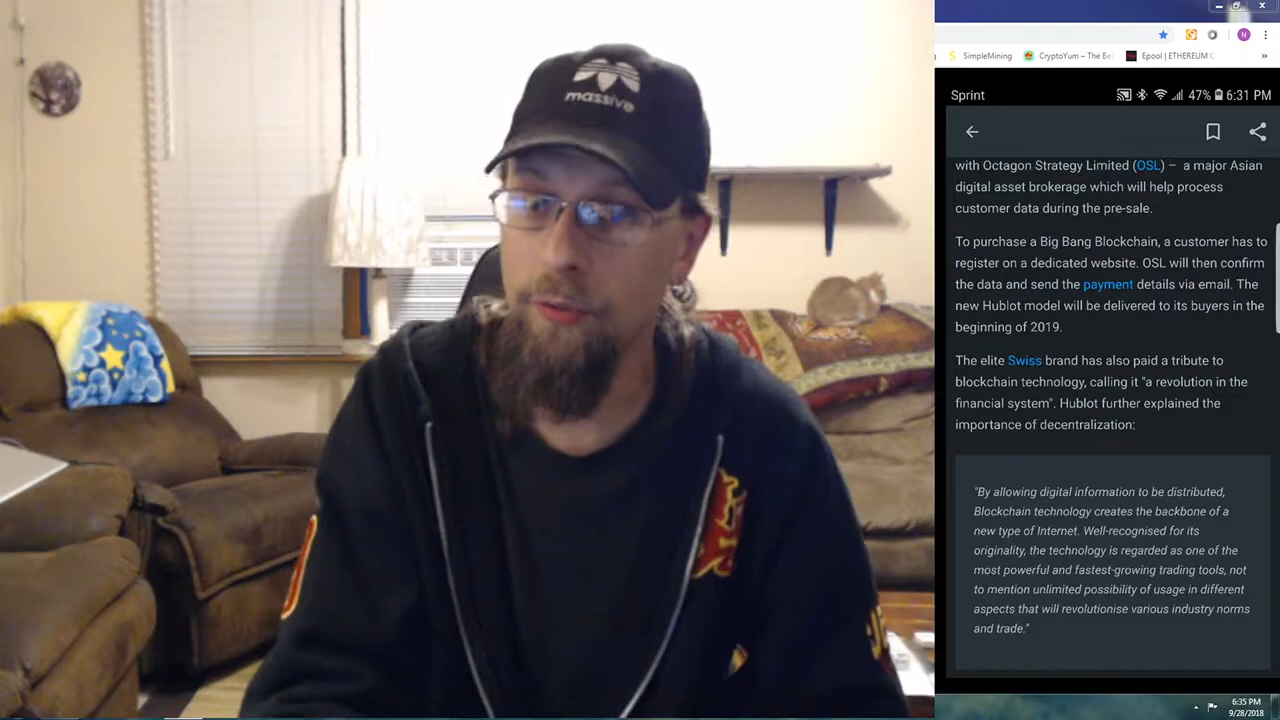 massive
SimpleMining
CryptoYum – The Be
Epool | ETHEREUM C
N
Sprint
47% 6:31 PM
with Octagon Strategy Limited (OSL) – a major Asian
digital asset brokerage which will help process
customer data during the pre-sale.
To purchase a Big Bang Blockchain, a customer has to
register on a dedicated website. OSL will then confirm
the data and send the payment details via email. The
new Hublot model will be delivered to its buyers in the
beginning of 2019.
The elite Swiss brand has also paid a tribute to
blockchain technology, calling it "a revolution in the
financial system". Hublot further explained the
importance of decentralization:
"By allowing digital information to be distributed,
Blockchain technology creates the backbone of a
new type of Internet. Well-recognised for its
originality, the technology is regarded as one of the
most powerful and fastest-growing trading tools, not
to mention unlimited possibility of usage in different
aspects that will revolutionise various industry norms
and trade."
6:35 PM
9/28/2018